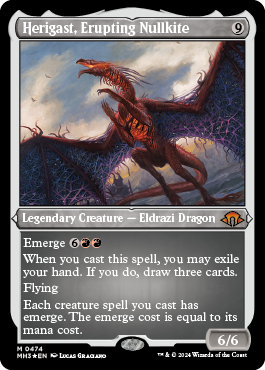 Herigast, Erupting Nullkite 9
Legendary Creature — Eldrazi Dragon
Emerge 6
When you cast this spell, you may exile
your hand. If you do, draw three cards.
Flying
Each creature spell you cast has
emerge. The emerge cost is equal to its
mana cost.
6/6
M 0474
MH3 EN LUCAS GRACIANO ™ & © 2024 Wizards of the Coast